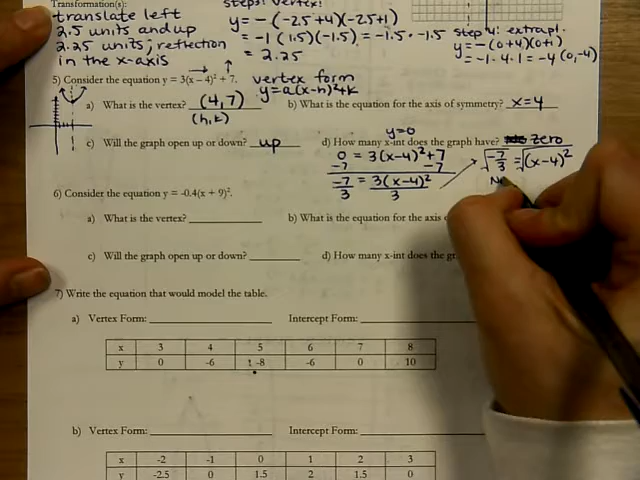 Transformation(s):
translate left
2.5 units and up
2.25 units; reflection
in the x-axis
steps: vertex:
y = -(-2.5+4)(-2.5+1)
= -1(1.5)(-1.5) = -1.5 · -1.5
= 2.25
step 4: extra pt.
y = -(0+4)(0+1)
= -1·4·1 = -4 (0,-4)
5) Consider the equation y = 3(x – 4)² + 7.
vertex form
y = a(x-h)²+k
a) What is the vertex? (4,7)
(h,k)
b) What is the equation for the axis of symmetry? x=4
c) Will the graph open up or down? up
y=0
d) How many x-int does the graph have? zero
0 = 3(x-4)²+7
-7 -7
-7 = 3(x-4)²
3 3
√-7/3 = √(x-4)²
6) Consider the equation y = -0.4(x + 9)².
a) What is the vertex?
b) What is the equation for the axis
c) Will the graph open up or down?
d) How many x-int does the
7) Write the equation that would model the table.
a) Vertex Form: Intercept Form:
x 3 4 5 6 7 8
y 0 -6 -8 -6 0 10
b) Vertex Form: Intercept Form:
x -2 -1 0 1 2 3
y -2.5 0 1.5 2 1.5 0